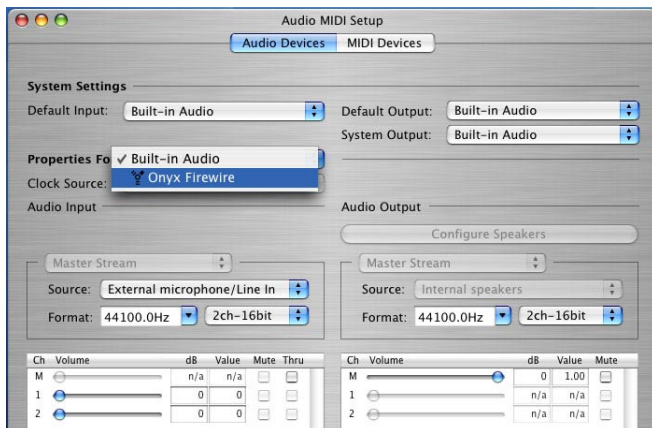 Audio MIDI Setup
Audio Devices MIDI Devices
System Settings
Default Input: Built-in Audio
Default Output: Built-in Audio
System Output: Built-in Audio
Properties Fo ✓ Built-in Audio
Onyx Firewire
Clock Source:
Audio Input
Audio Output
Configure Speakers
Master Stream
Master Stream
Source: External microphone/Line In
Source: Internal speakers
Format: 44100.0Hz 2ch-16bit
Format: 44100.0Hz 2ch-16bit
Ch Volume dB Value Mute Thru
Ch Volume dB Value Mute
M n/a n/a
M 0 1.00
1 0 0
1 n/a n/a
2 0 0
2 n/a n/a